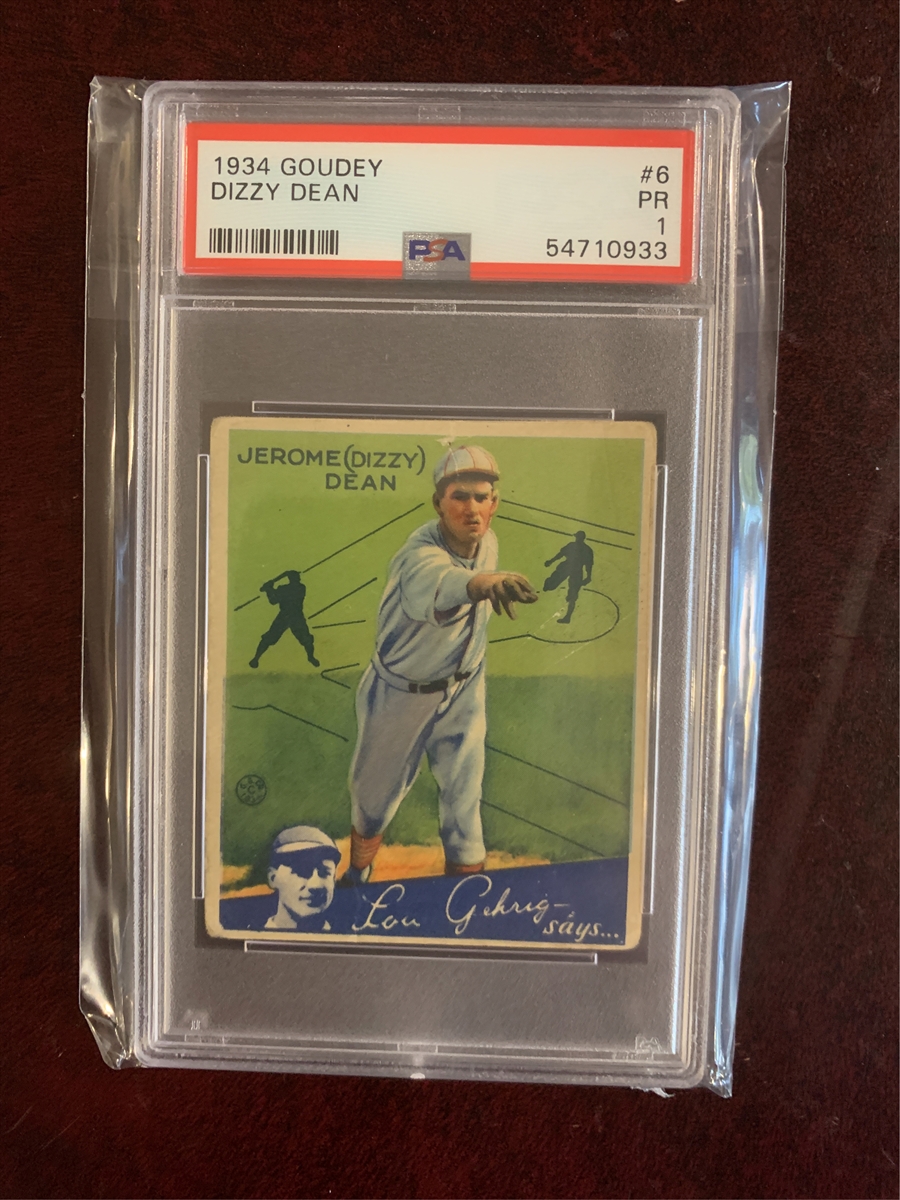 1934 GOUDEY #6
DIZZY DEAN PR
1
PSA 54710933
JEROME (DIZZY)
DEAN
Lou Gehrig-
says...